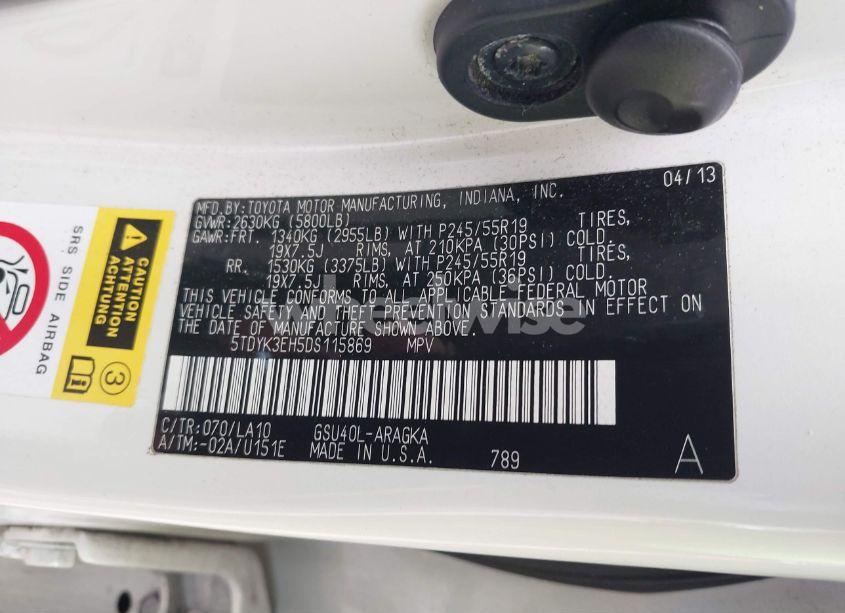 MFD.BY:TOYOTA MOTOR MANUFACTURING, INDIANA, INC. 04/13
GVWR:2630KG (5800LB)
GAWR:FRT. 1340KG (2955LB) WITH P245/55R19 TIRES,
19X7.5J RIMS, AT 210KPA (30PSI) COLD.
RR. 1530KG (3375LB) WITH P245/55R19 TIRES,
19X7.5J RIMS, AT 250KPA (36PSI) COLD.
THIS VEHICLE CONFORMS TO ALL APPLICABLE FEDERAL MOTOR
VEHICLE SAFETY AND THEFT PREVENTION STANDARDS IN EFFECT ON
THE DATE OF MANUFACTURE SHOWN ABOVE.
5TDYK3EH5DS115869 MPV
C/TR:070/LA10 GSU40L-ARAGKA
A/TM:-02A/U151E MADE IN U.S.A. 789 A
SRS SIDE AIRBAG
CAUTION
ATTENTION
ACHTUNG
3
wheelwise